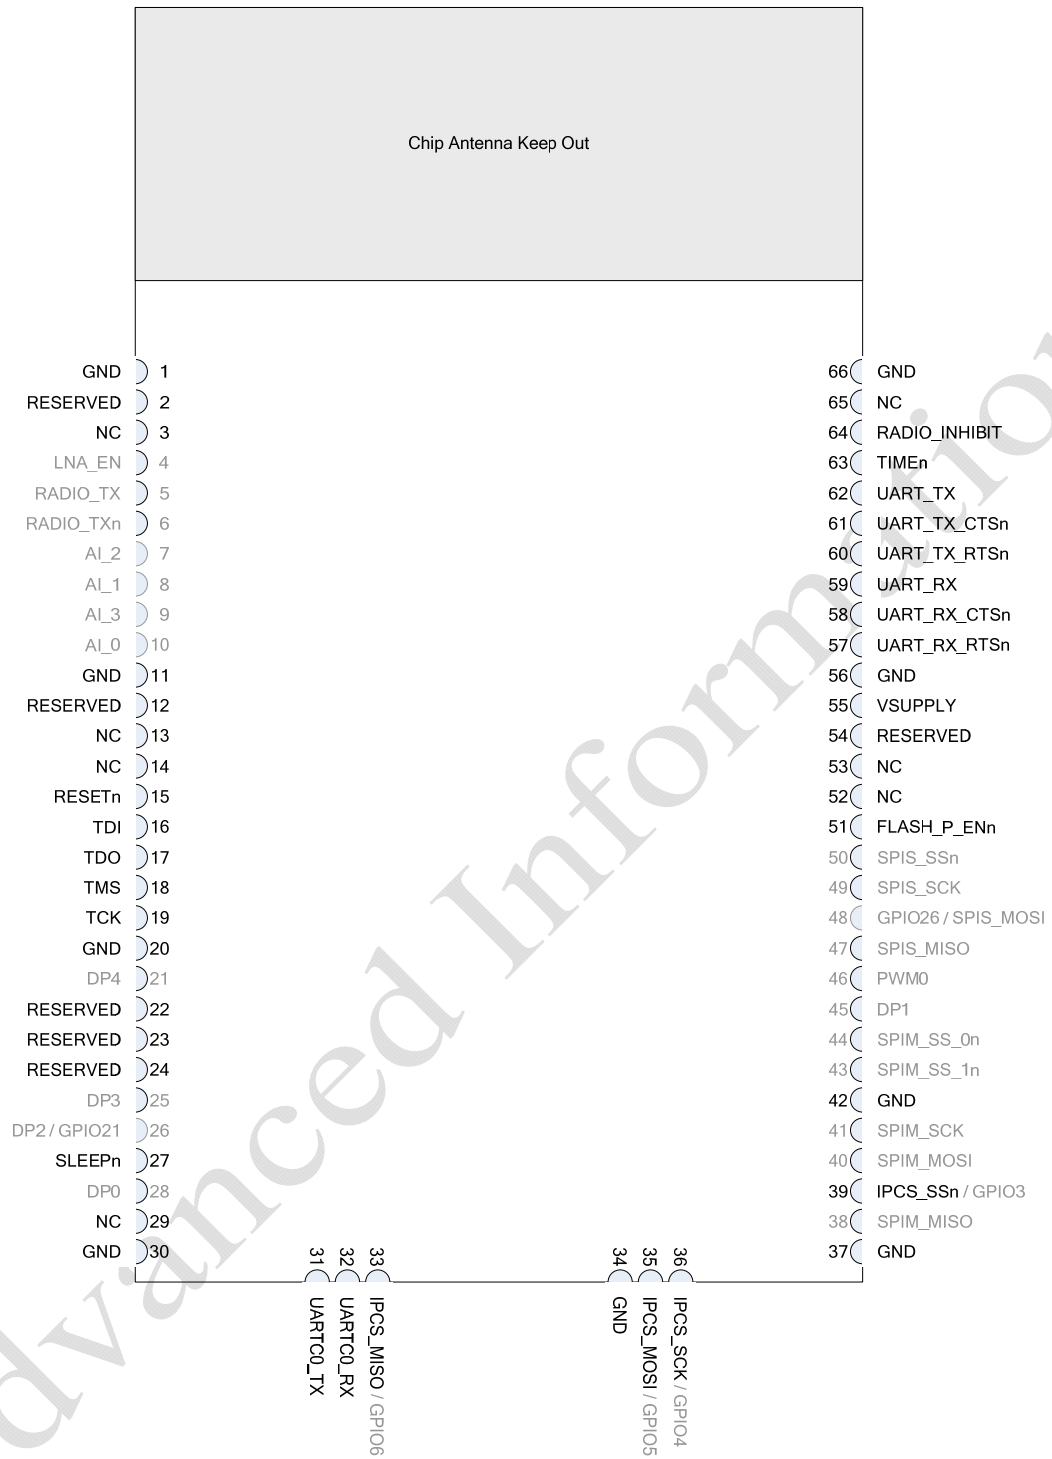 Chip Antenna Keep Out
GND 1
RESERVED 2
NC 3
LNA_EN 4
RADIO_TX 5
RADIO_TXn 6
AI_2 7
AI_1 8
AI_3 9
AI_0 10
GND 11
RESERVED 12
NC 13
NC 14
RESETn 15
TDI 16
TDO 17
TMS 18
TCK 19
GND 20
DP4 21
RESERVED 22
RESERVED 23
RESERVED 24
DP3 25
DP2 / GPIO21 26
SLEEPn 27
DP0 28
NC 29
GND 30
31 UARTC0_TX
32 UARTC0_RX
33 IPCS_MISO / GPIO6
34 GND
35 IPCS_MOSI / GPIO5
36 IPCS_SCK / GPIO4
66 GND
65 NC
64 RADIO_INHIBIT
63 TIMEn
62 UART_TX
61 UART_TX_CTSn
60 UART_TX_RTSn
59 UART_RX
58 UART_RX_CTSn
57 UART_RX_RTSn
56 GND
55 VSUPPLY
54 RESERVED
53 NC
52 NC
51 FLASH_P_ENn
50 SPIS_SSn
49 SPIS_SCK
48 GPIO26 / SPIS_MOSI
47 SPIS_MISO
46 PWM0
45 DP1
44 SPIM_SS_0n
43 SPIM_SS_1n
42 GND
41 SPIM_SCK
40 SPIM_MOSI
39 IPCS_SSn / GPIO3
38 SPIM_MISO
37 GND
dvanced Informatio